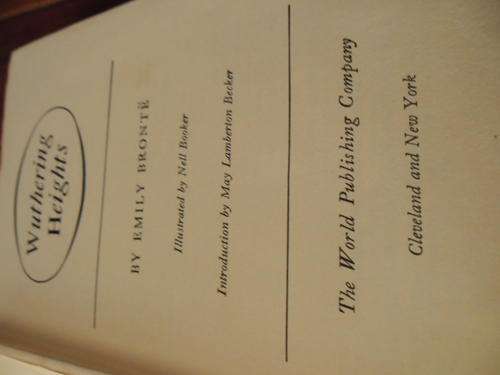 Wuthering
Heights
BY EMILY BRONTË
Illustrated by Nell Booker
Introduction by May Lamberton Becker
The World Publishing Company
Cleveland and New York